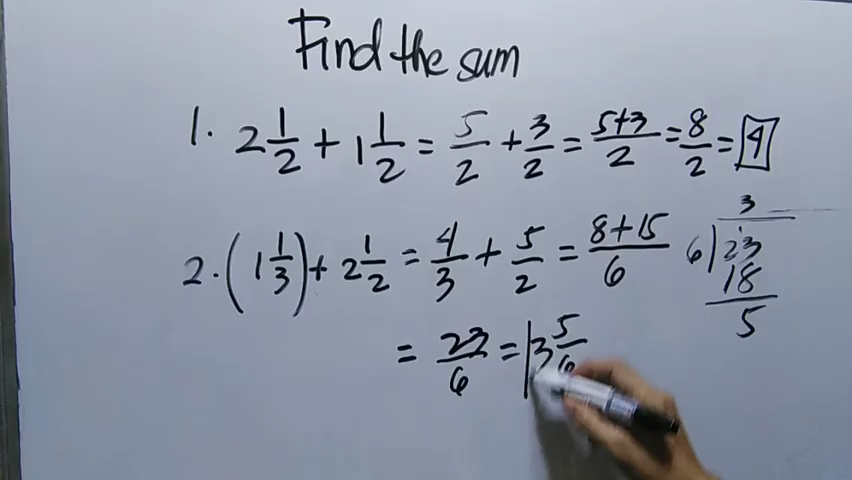 Find the sum
1. 2 1/2 + 1 1/2 = 5/2 + 3/2 = 5+3/2 = 8/2 = 4
2. (1 1/3) + 2 1/2 = 4/3 + 5/2 = 8+15/6
3
6)23
18
5
= 23/6 = 3 5/6